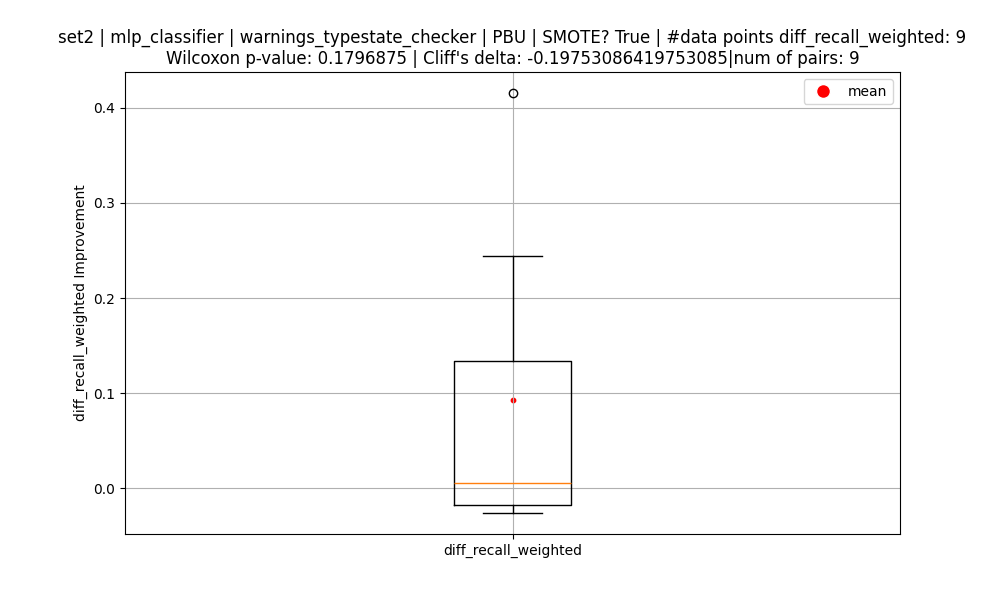 set2 | mlp_classifier | warnings_typestate_checker | PBU | SMOTE? True | #data points diff_recall_weighted: 9
Wilcoxon p-value: 0.1796875 | Cliff's delta: -0.19753086419753085|num of pairs: 9
mean
0.4
0.3
0.2
0.1
0.0
diff_recall_weighted Improvement
diff_recall_weighted